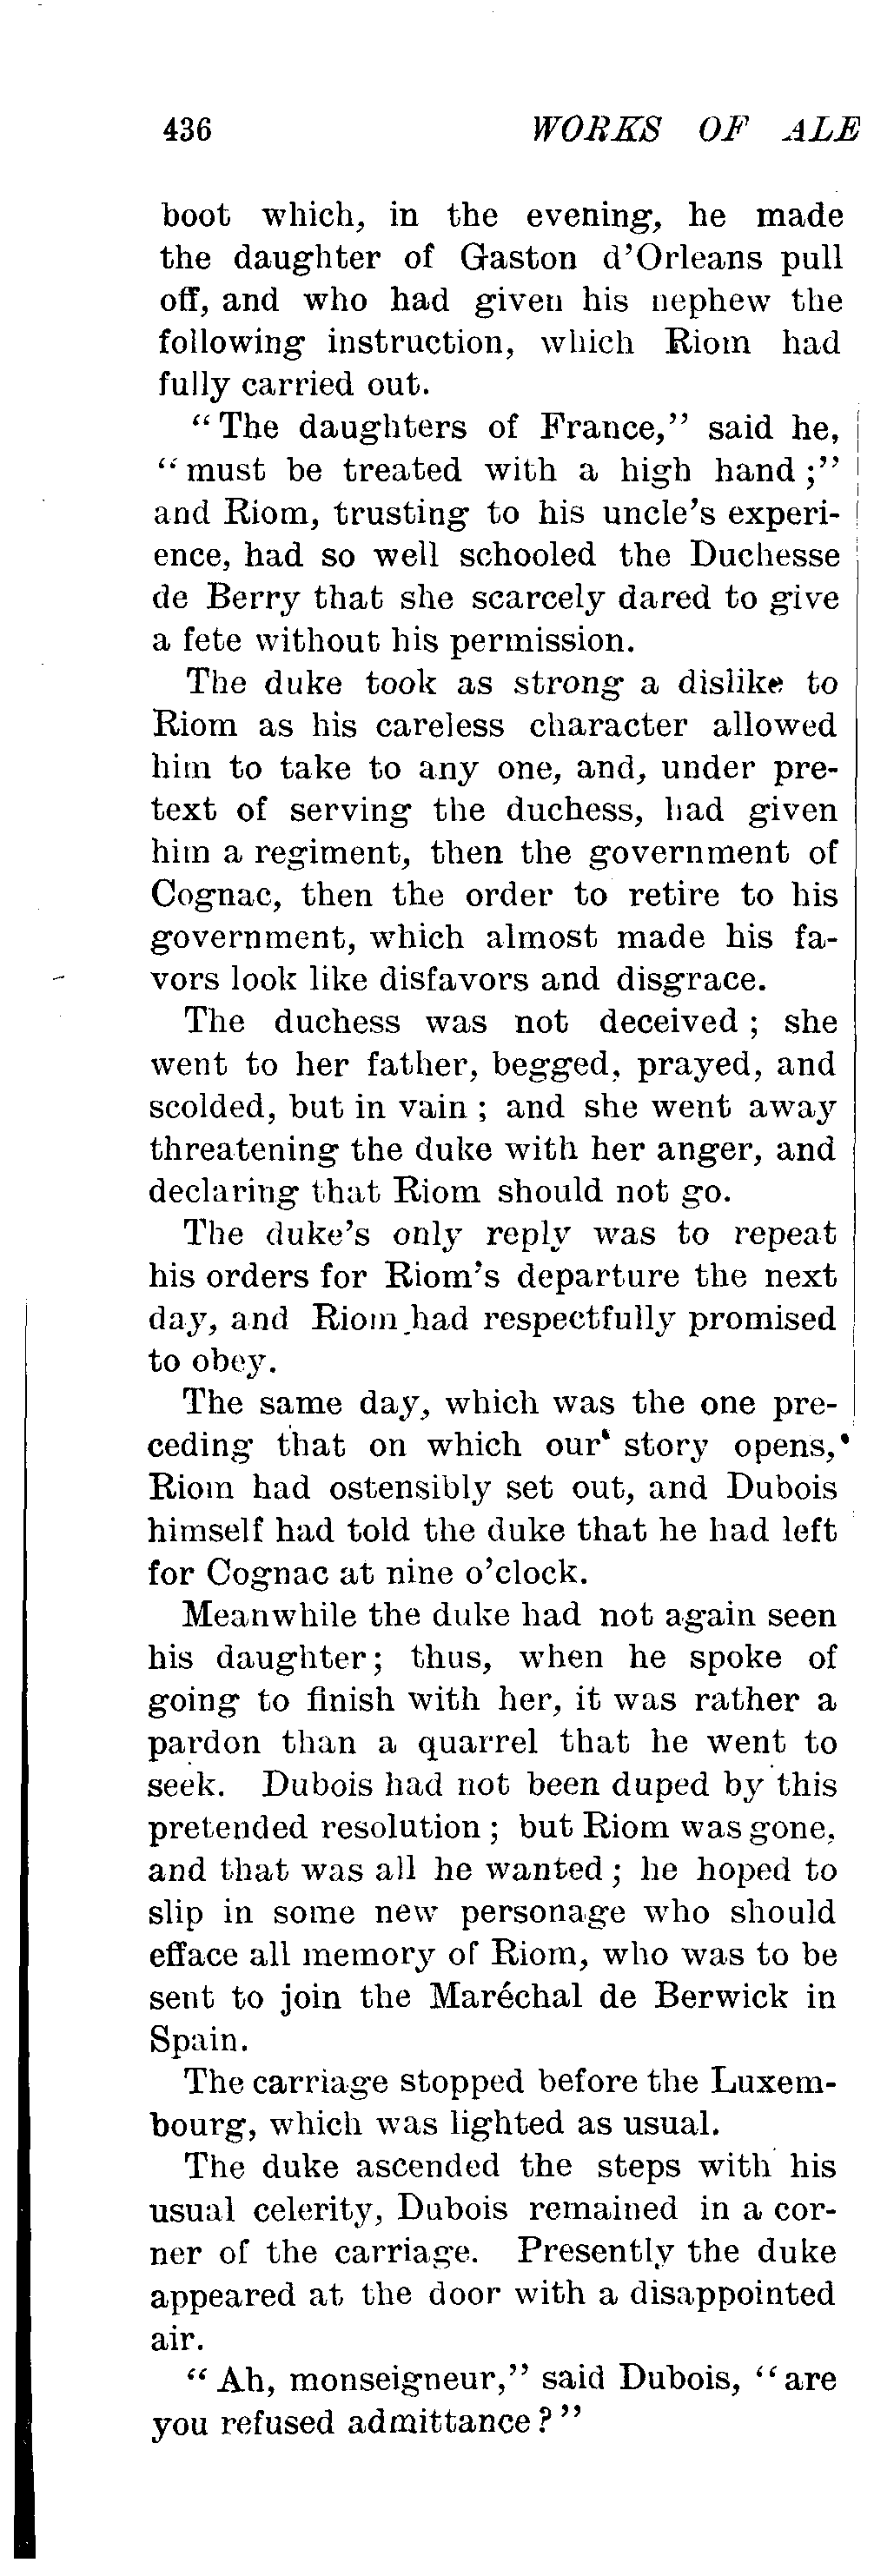 436 WORKS OF ALE
boot which, in the evening, he made
the daughter of Gaston d'Orleans pull
off, and who had given his nephew the
following instruction, which Riom had
fully carried out.
"The daughters of France," said he,
"must be treated with a high hand;"
and Riom, trusting to his uncle's experi-
ence, had so well schooled the Duchesse
de Berry that she scarcely dared to give
a fete without his permission.
The duke took as strong a dislike to
Riom as his careless character allowed
him to take to any one, and, under pre-
text of serving the duchess, had given
him a regiment, then the government of
Cognac, then the order to retire to his
government, which almost made his fa-
vors look like disfavors and disgrace.
The duchess was not deceived; she
went to her father, begged, prayed, and
scolded, but in vain; and she went away
threatening the duke with her anger, and
declaring that Riom should not go.
The duke's only reply was to repeat
his orders for Riom's departure the next
day, and Riom had respectfully promised
to obey.
The same day, which was the one pre-
ceding that on which our story opens,
Riom had ostensibly set out, and Dubois
himself had told the duke that he had left
for Cognac at nine o'clock.
Meanwhile the duke had not again seen
his daughter; thus, when he spoke of
going to finish with her, it was rather a
pardon than a quarrel that he went to
seek. Dubois had not been duped by this
pretended resolution; but Riom was gone,
and that was all he wanted; he hoped to
slip in some new personage who should
efface all memory of Riom, who was to be
sent to join the Maréchal de Berwick in
Spain.
The carriage stopped before the Luxem-
bourg, which was lighted as usual.
The duke ascended the steps with his
usual celerity, Dubois remained in a cor-
ner of the carriage. Presently the duke
appeared at the door with a disappointed
air.
"Ah, monseigneur," said Dubois, "are
you refused admittance?"